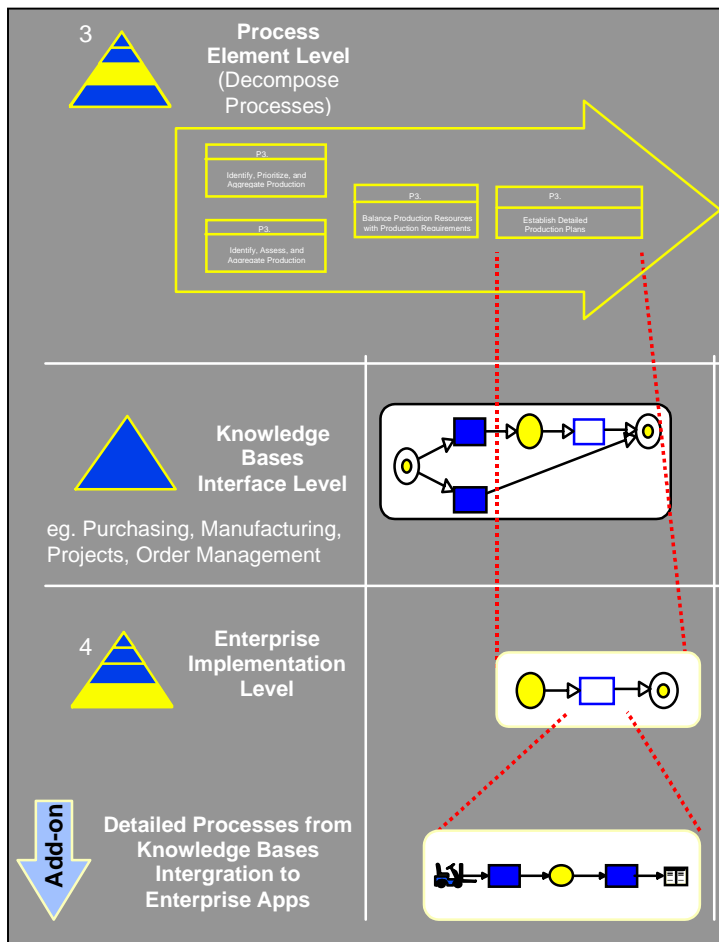 3
Process
Element Level
(Decompose
Processes)
P3.
Identify, Prioritize, and
Aggregate Production
P3.
Identify, Assess, and
Aggregate Production
P3.
Balance Production Resources
with Production Requirements
P3.
Establish Detailed
Production Plans
Knowledge
Bases
Interface Level
eg. Purchasing, Manufacturing,
Projects, Order Management
4
Enterprise
Implementation
Level
Add-on
Detailed Processes from
Knowledge Bases
Intergration to
Enterprise Apps